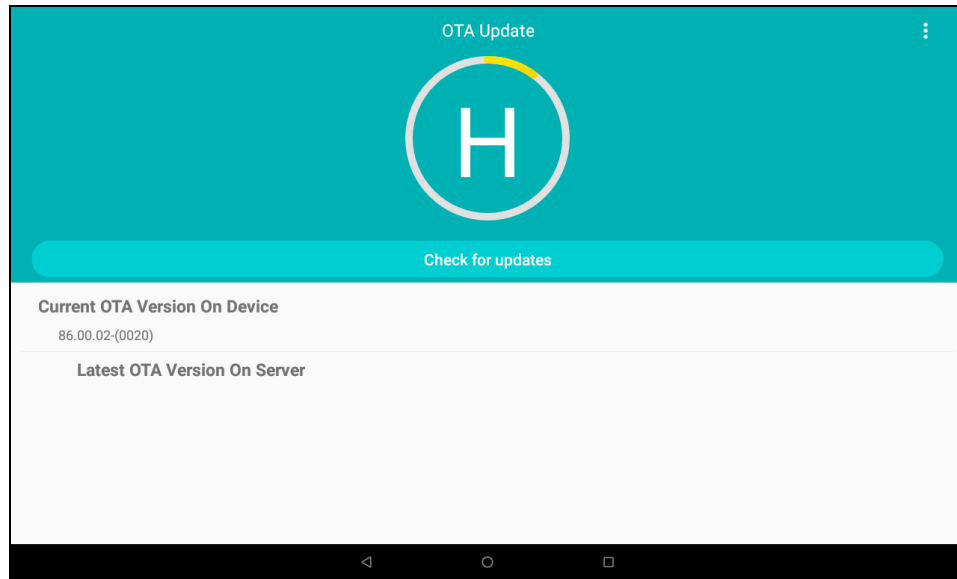 OTA Update
H
Check for updates
Current OTA Version On Device
86.00.02-(0020)
Latest OTA Version On Server